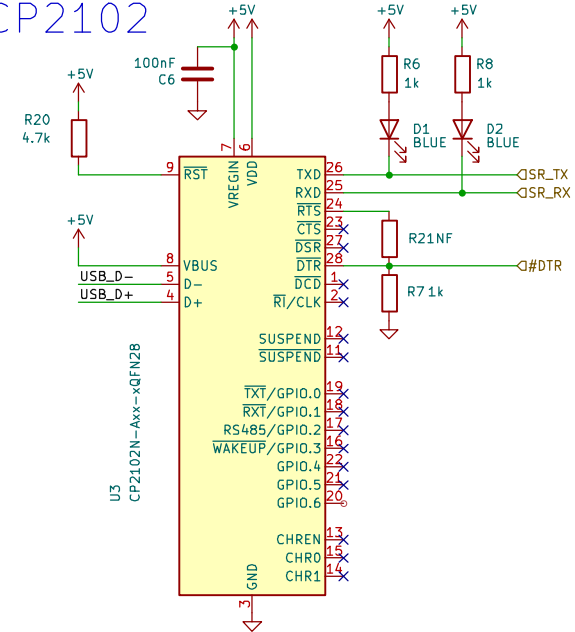 CP2102
+5V
+5V
+5V
100nF
C6
R6
1k
R8
1k
+5V
R20
4.7k
D1
BLUE
D2
BLUE
7
6
9
RST
VREGIN
VDD
TXD
26
SR_TX
RXD
25
SR_RX
RTS
24
CTS
23
DSR
27
R21NF
+5V
8
VBUS
DTR
28
#DTR
USB_D-
5
D-
DCD
1
USB_D+
4
D+
RI/CLK
2
R7 1k
SUSPEND
12
SUSPEND
11
TXT/GPIO.0
19
RXT/GPIO.1
18
RS485/GPIO.2
17
WAKEUP/GPIO.3
16
GPIO.4
22
GPIO.5
21
GPIO.6
20
U3
CP2102N-Axx-xQFN28
CHREN
13
CHR0
15
CHR1
14
GND
3